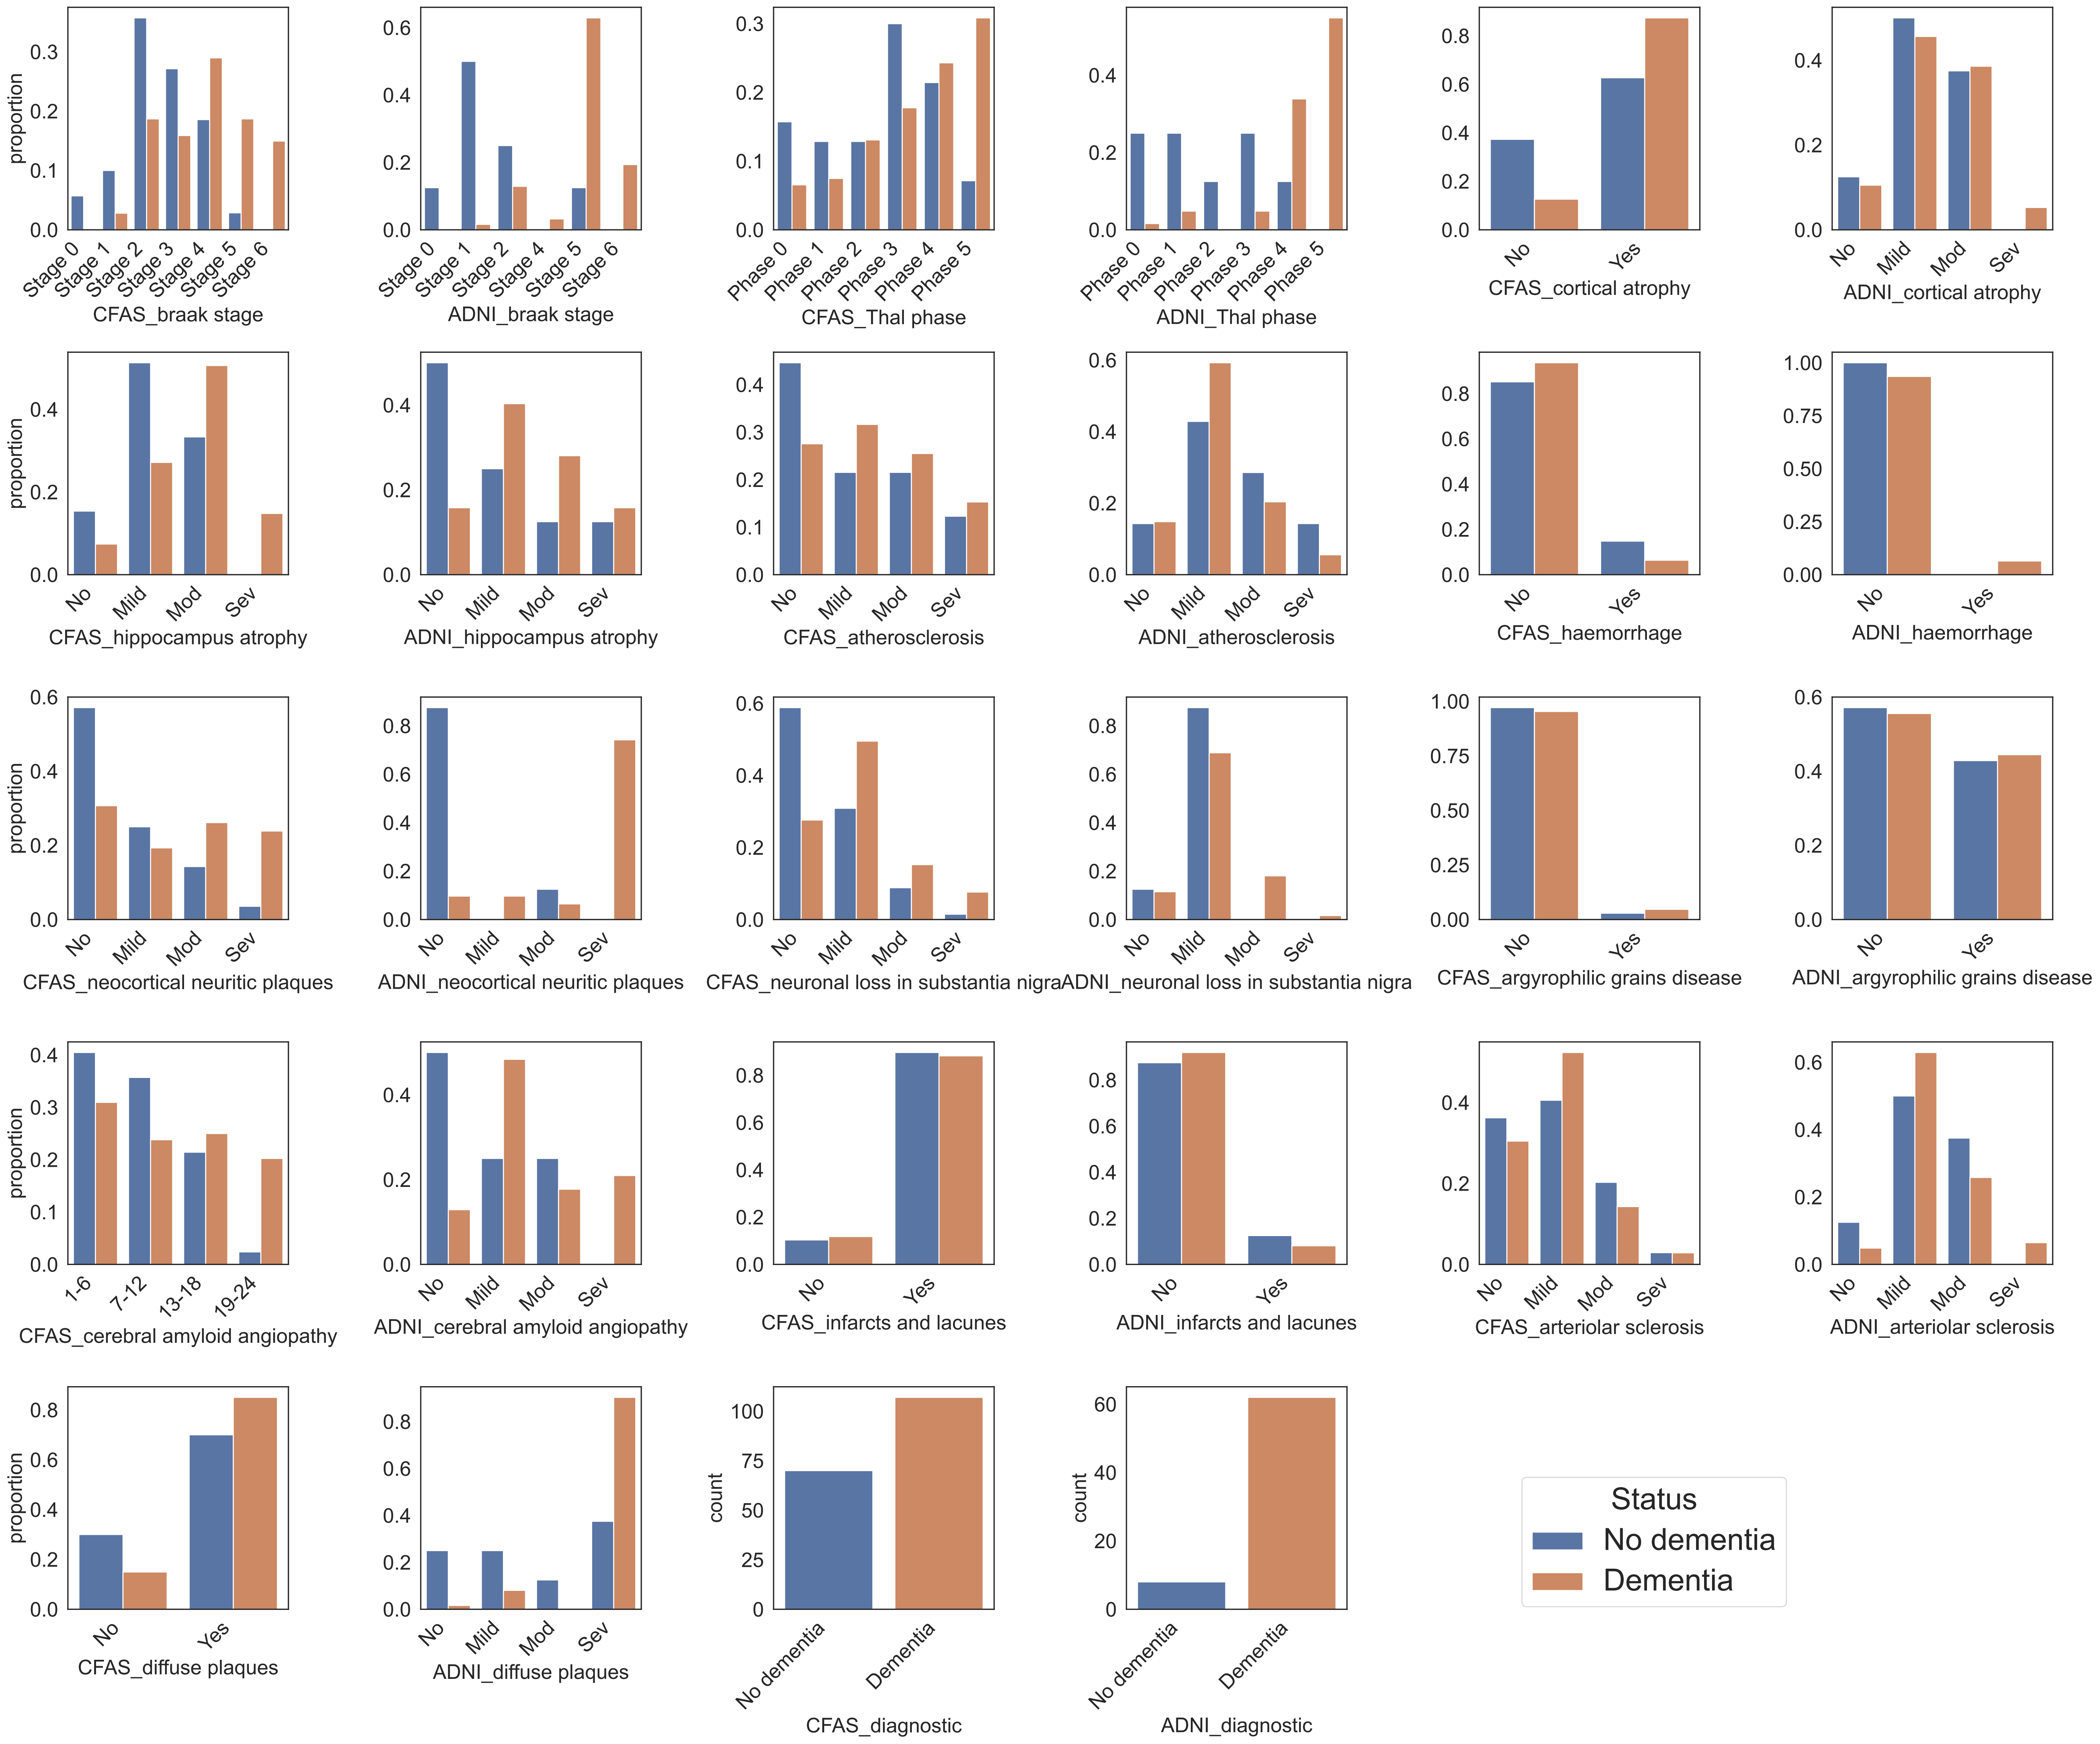 proportion
0.0
0.1
0.2
0.3
Stage 0
Stage 1
Stage 2
Stage 3
Stage 4
Stage 5
Stage 6
CFAS_braak stage
0.0
0.2
0.4
0.6
Stage 0
Stage 1
Stage 2
Stage 4
Stage 5
Stage 6
ADNI_braak stage
0.0
0.1
0.2
0.3
Phase 0
Phase 1
Phase 2
Phase 3
Phase 4
Phase 5
CFAS_Thal phase
0.0
0.2
0.4
Phase 0
Phase 1
Phase 2
Phase 3
Phase 4
Phase 5
ADNI_Thal phase
0.0
0.2
0.4
0.6
0.8
No
Yes
CFAS_cortical atrophy
0.0
0.2
0.4
No
Mild
Mod
Sev
ADNI_cortical atrophy
proportion
0.0
0.2
0.4
No
Mild
Mod
Sev
CFAS_hippocampus atrophy
0.0
0.2
0.4
No
Mild
Mod
Sev
ADNI_hippocampus atrophy
0.0
0.1
0.2
0.3
0.4
No
Mild
Mod
Sev
CFAS_atherosclerosis
0.0
0.2
0.4
0.6
No
Mild
Mod
Sev
ADNI_atherosclerosis
0.0
0.2
0.4
0.6
0.8
No
Yes
CFAS_haemorrhage
0.00
0.25
0.50
0.75
1.00
No
Yes
ADNI_haemorrhage
proportion
0.0
0.2
0.4
0.6
No
Mild
Mod
Sev
CFAS_neocortical neuritic plaques
0.0
0.2
0.4
0.6
0.8
No
Mild
Mod
Sev
ADNI_neocortical neuritic plaques
0.0
0.2
0.4
0.6
No
Mild
Mod
Sev
CFAS_neuronal loss in substantia nigra
0.0
0.2
0.4
0.6
0.8
No
Mild
Mod
Sev
ADNI_neuronal loss in substantia nigra
0.00
0.25
0.50
0.75
1.00
No
Yes
CFAS_argyrophilic grains disease
0.0
0.2
0.4
0.6
No
Yes
ADNI_argyrophilic grains disease
proportion
0.0
0.1
0.2
0.3
0.4
1-6
7-12
13-18
19-24
CFAS_cerebral amyloid angiopathy
0.0
0.2
0.4
No
Mild
Mod
Sev
ADNI_cerebral amyloid angiopathy
0.0
0.2
0.4
0.6
0.8
No
Yes
CFAS_infarcts and lacunes
0.0
0.2
0.4
0.6
0.8
No
Yes
ADNI_infarcts and lacunes
0.0
0.2
0.4
No
Mild
Mod
Sev
CFAS_arteriolar sclerosis
0.0
0.2
0.4
0.6
No
Mild
Mod
Sev
ADNI_arteriolar sclerosis
proportion
0.0
0.2
0.4
0.6
0.8
No
Yes
CFAS_diffuse plaques
0.0
0.2
0.4
0.6
0.8
No
Mild
Mod
Sev
ADNI_diffuse plaques
count
0
25
50
75
100
No dementia
Dementia
CFAS_diagnostic
count
0
20
40
60
No dementia
Dementia
ADNI_diagnostic
Status
No dementia
Dementia